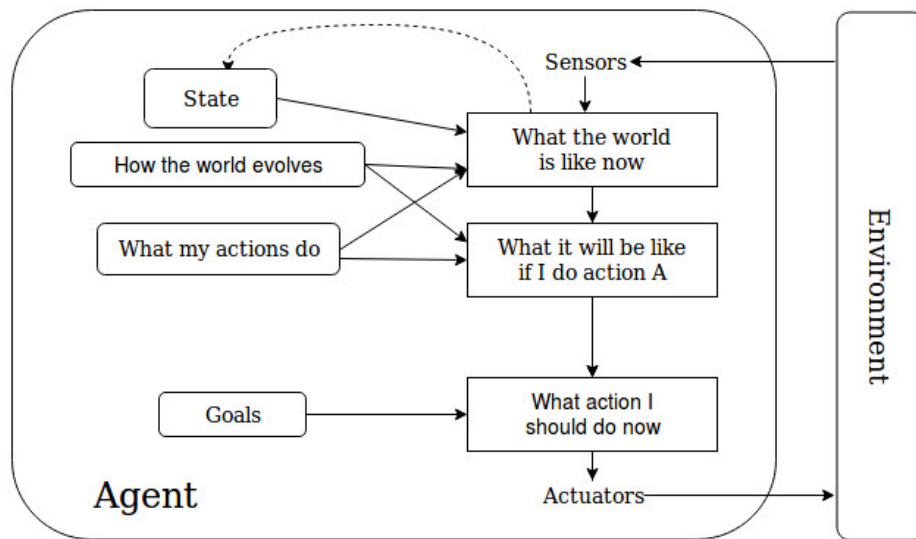 Sensors
State
What the world
is like now
How the world evolves
What my actions do
What it will be like
if I do action A
Goals
What action I
should do now
Agent
Actuators
Environment